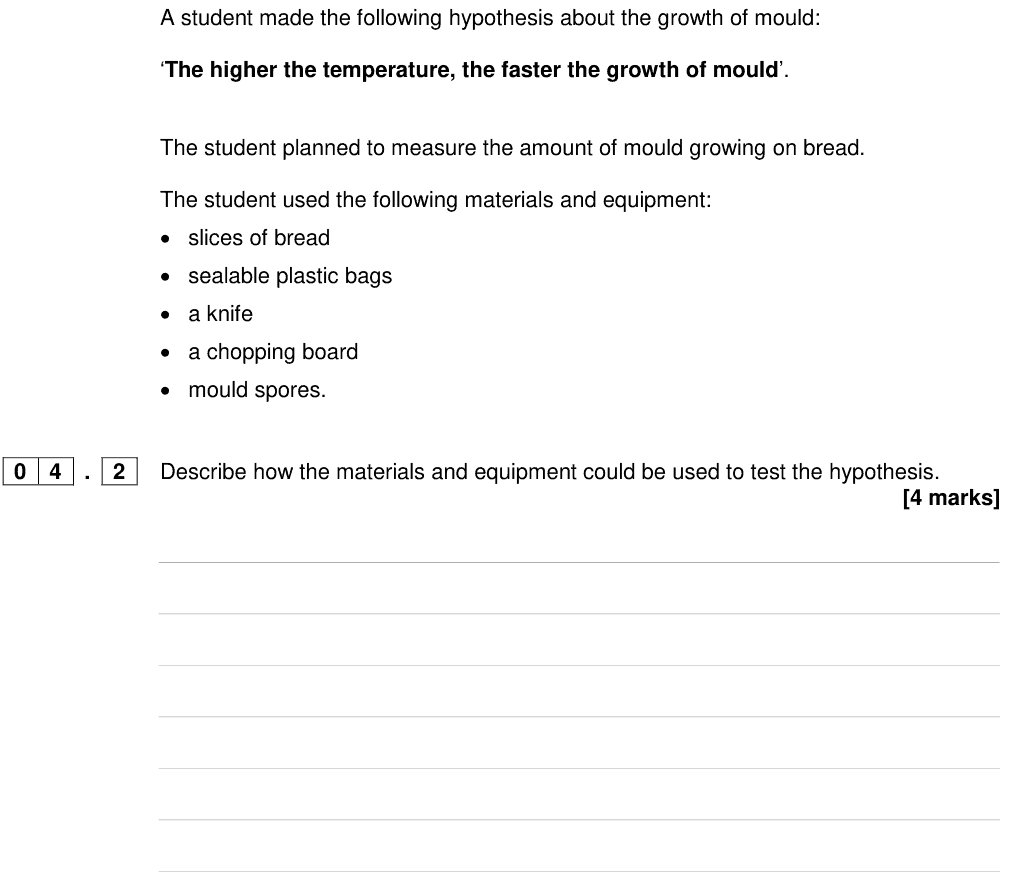 A student made the following hypothesis about the growth of mould:
‘The higher the temperature, the faster the growth of mould’.
The student planned to measure the amount of mould growing on bread.
The student used the following materials and equipment:
• slices of bread
• sealable plastic bags
• a knife
• a chopping board
• mould spores.
0 4 . 2 Describe how the materials and equipment could be used to test the hypothesis.
[4 marks]